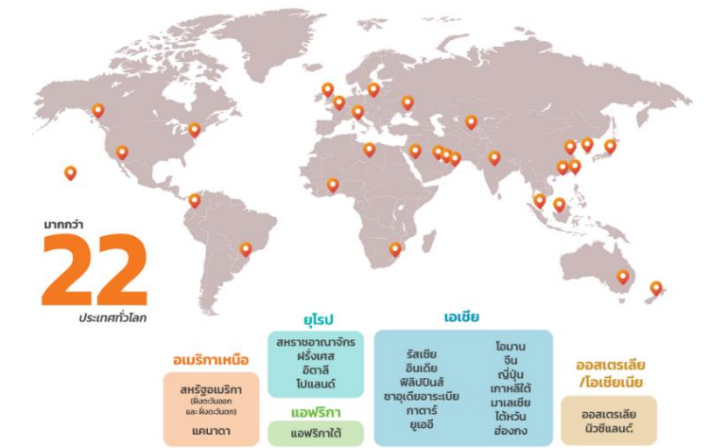 มากกว่า
22
ประเทศทั่วโลก
อเมริกาเหนือ
สหรัฐอเมริกา
(ฝั่งตะวันออก
และ ฝั่งตะวันตก)
แคนาดา
ยุโรป
สหราชอาณาจักร
ฝรั่งเศส
อิตาลี
โปแลนด์
แอฟริกา
แอฟริกาใต้
เอเชีย
รัสเซีย
อินเดีย
ฟิลิปปินส์
ซาอุดิอาระเบีย
กาตาร์
ยูเออี
โอมาน
จีน
ญี่ปุ่น
เกาหลีใต้
มาเลเซีย
ไต้หวัน
ฮ่องกง
ออสเตรเลีย
/โอเชียเนีย
ออสเตรเลีย
นิวซีแลนด์